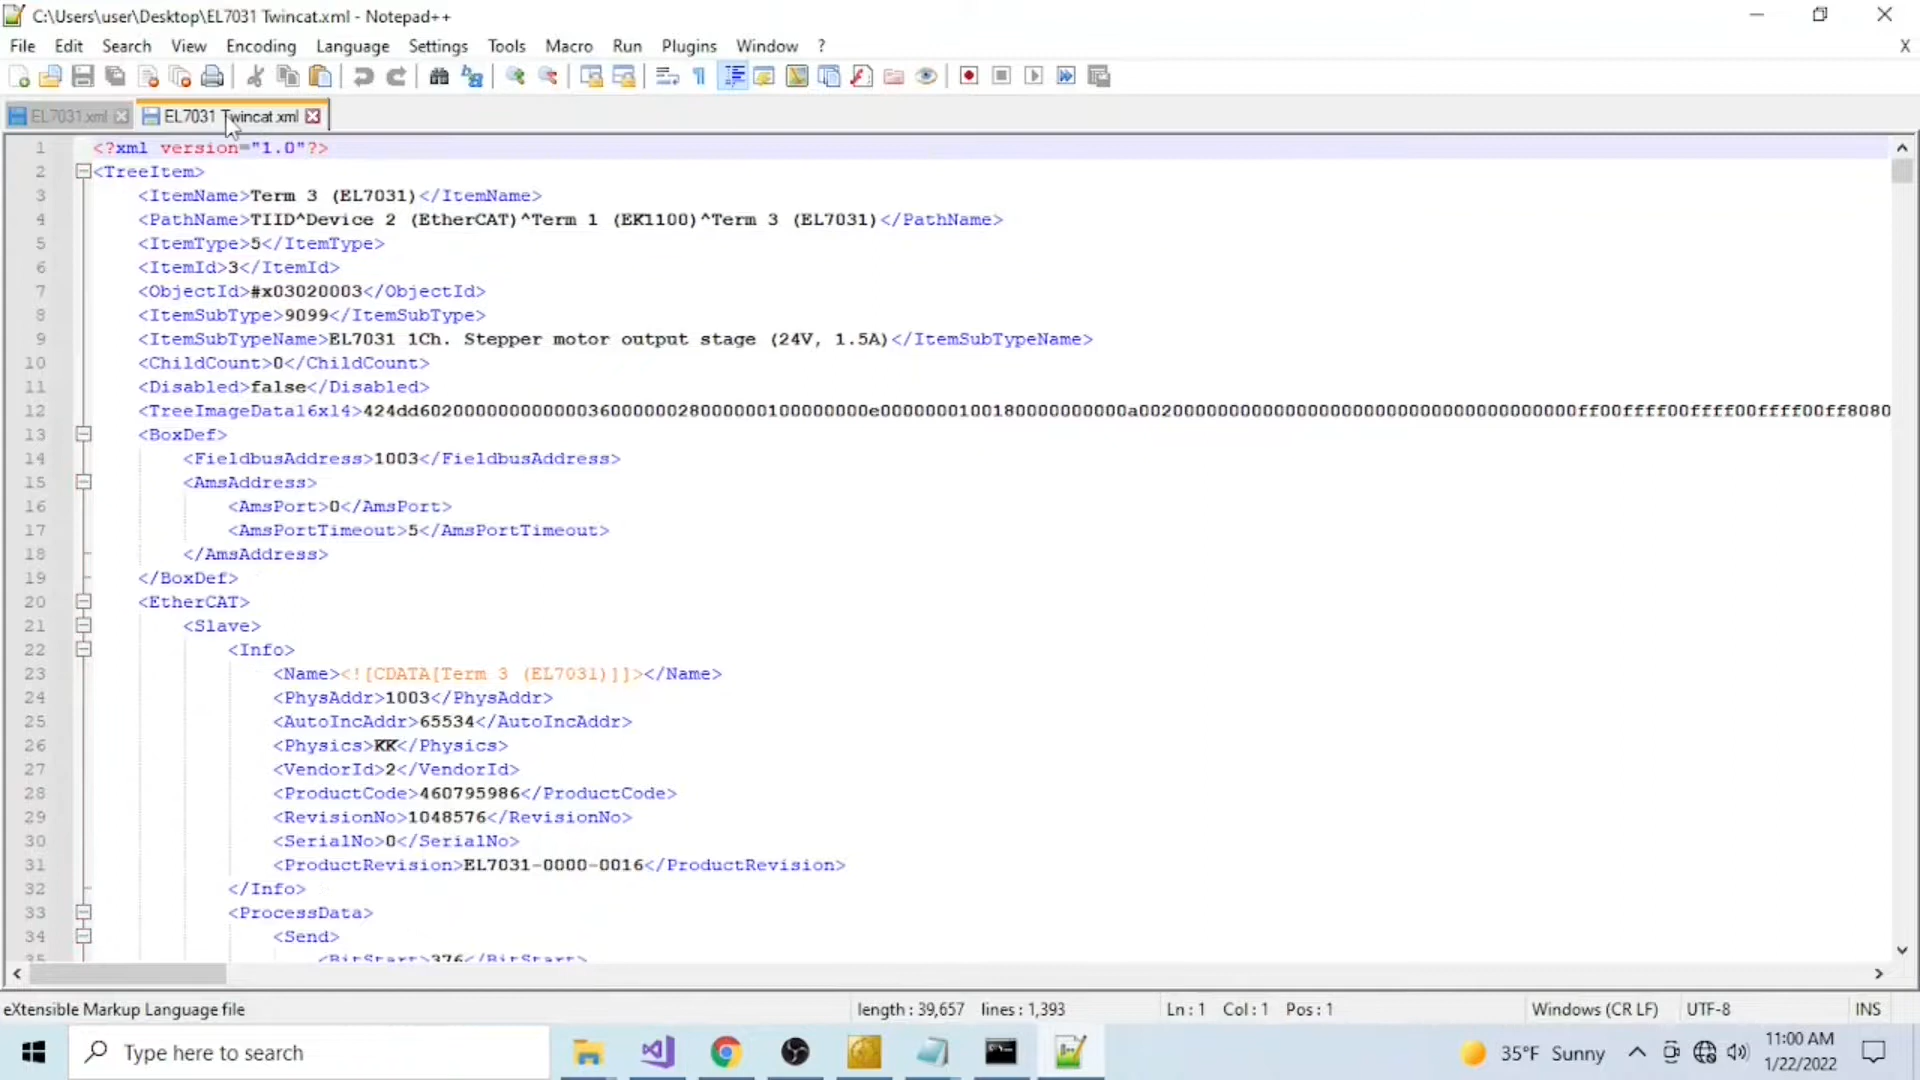 C:\Users\user\Desktop\EL7031 Twincat.xml - Notepad++
File Edit Search View Encoding Language Settings Tools Macro Run Plugins Window ? X
EL7031.xml EL7031 Twincat.xml
1 <?xml version="1.0"?>
2 <TreeItem>
3 <ItemName>Term 3 (EL7031)</ItemName>
4 <PathName>TIID^Device 2 (EtherCAT)^Term 1 (EK1100)^Term 3 (EL7031)</PathName>
5 <ItemType>5</ItemType>
6 <ItemId>3</ItemId>
7 <ObjectId>#x03020003</ObjectId>
8 <ItemSubType>9099</ItemSubType>
9 <ItemSubTypeName>EL7031 1Ch. Stepper motor output stage (24V, 1.5A)</ItemSubTypeName>
10 <ChildCount>0</ChildCount>
11 <Disabled>false</Disabled>
12 <TreeImageData16x14>
13 <BoxDef>
14 <FieldbusAddress>1003</FieldbusAddress>
15 <AmsAddress>
16 <AmsPort>0</AmsPort>
17 <AmsPortTimeout>5</AmsPortTimeout>
18 </AmsAddress>
19 </BoxDef>
20 <EtherCAT>
21 <Slave>
22 <Info>
23 <Name><![CDATA[Term 3 (EL7031)]]></Name>
24 <PhysAddr>1003</PhysAddr>
25 <AutoIncAddr>65534</AutoIncAddr>
26 <Physics>KK</Physics>
27 <VendorId>2</VendorId>
28 <ProductCode>460795986</ProductCode>
29 <RevisionNo>1048576</RevisionNo>
30 <SerialNo>0</SerialNo>
31 <ProductRevision>EL7031-0000-0016</ProductRevision>
32 </Info>
33 <ProcessData>
34 <Send>
35 <BitStart>376</BitStart>
eXtensible Markup Language file length : 39,657 lines : 1,393 Ln : 1 Col : 1 Pos : 1 Windows (CR LF) UTF-8 INS
Type here to search 35°F Sunny 11:00 AM
1/22/2022